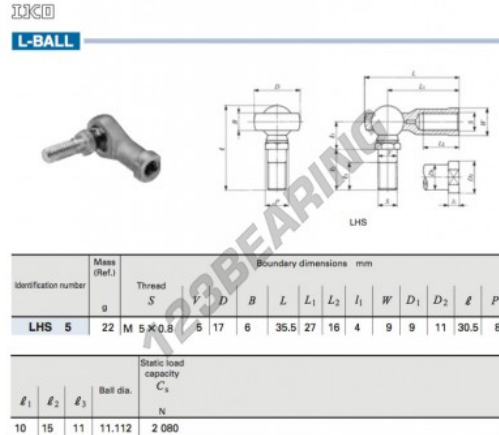 IKO
L-BALL
LHS
Identification number
Mass (Ref.) g
Boundary dimensions mm
Thread S
V D B L L1 L2 l1 W D1 D2 ℓ P
LHS 5 22 M 5×0.8 5 17 6 35.5 27 16 4 9 9 11 30.5 8
ℓ1 ℓ2 ℓ3 Ball dia. Static load capacity Cs N
10 15 11 11.112 2 080
123BEARING